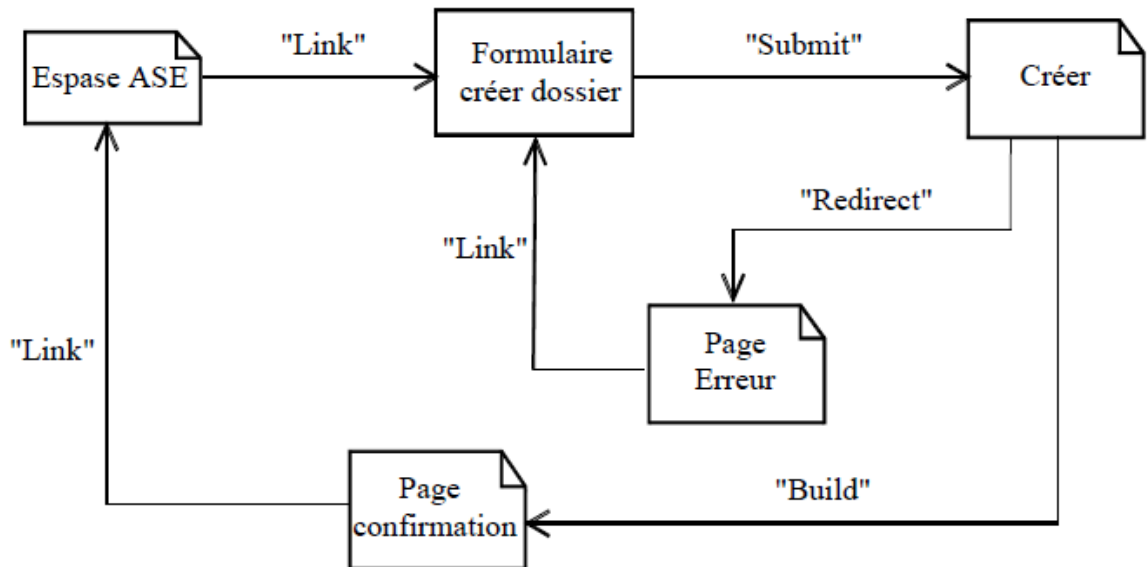 "Link"
Formulaire
créer dossier
"Submit"
Espase ASE
Créer
"Redirect"
"Link"
Page
Erreur
"Link"
Page
confirmation
"Build"